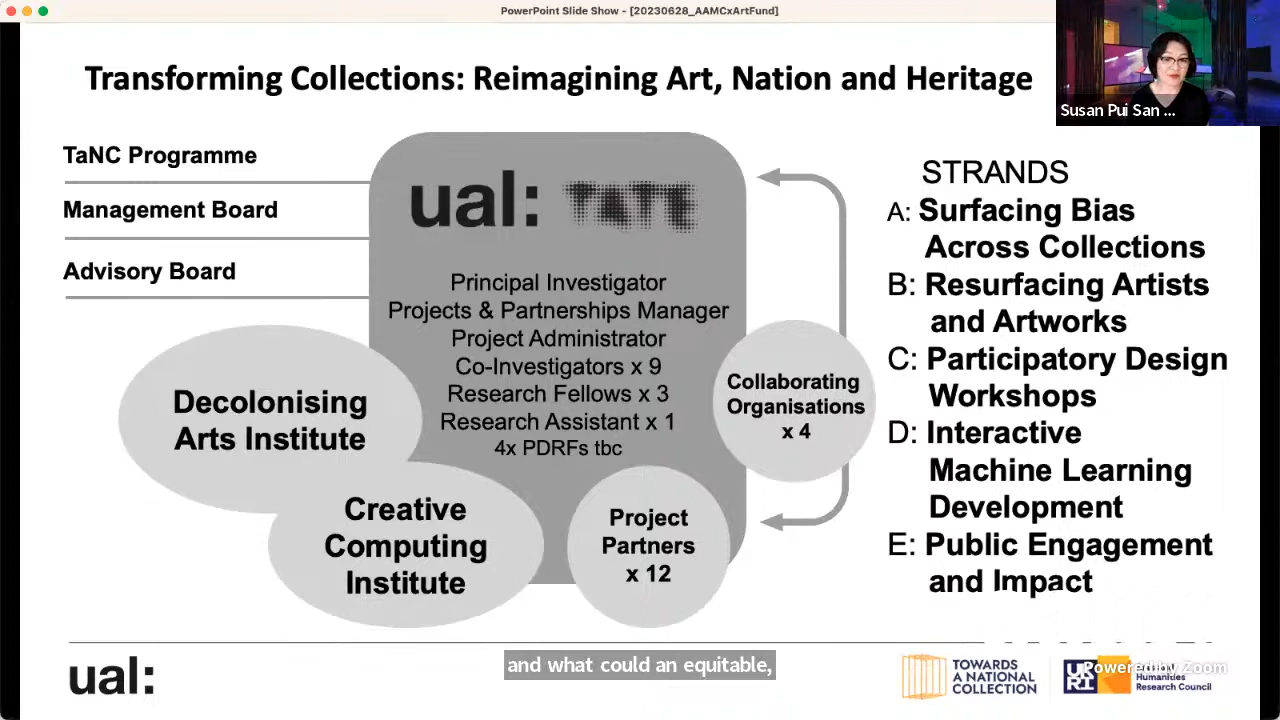 PowerPoint Slide Show - [20230628_AAMCxArtFund]
Transforming Collections: Reimagining Art, Nation and Heritage
Susan Pui San ...
TaNC Programme
Management Board
Advisory Board
ual: TATE
Principal Investigator
Projects & Partnerships Manager
Project Administrator
Co-Investigators x 9
Research Fellows x 3
Research Assistant x 1
4x PDRFs tbc
Decolonising
Arts Institute
Creative
Computing
Institute
Project
Partners
x 12
Collaborating
Organisations
x 4
STRANDS
A: Surfacing Bias
Across Collections
B: Resurfacing Artists
and Artworks
C: Participatory Design
Workshops
D: Interactive
Machine Learning
Development
E: Public Engagement
and Impact
and what could an equitable,
ual:
TOWARDS
A NATIONAL
COLLECTION
UKRI
Humanities
Research Council
Powered by Zoom